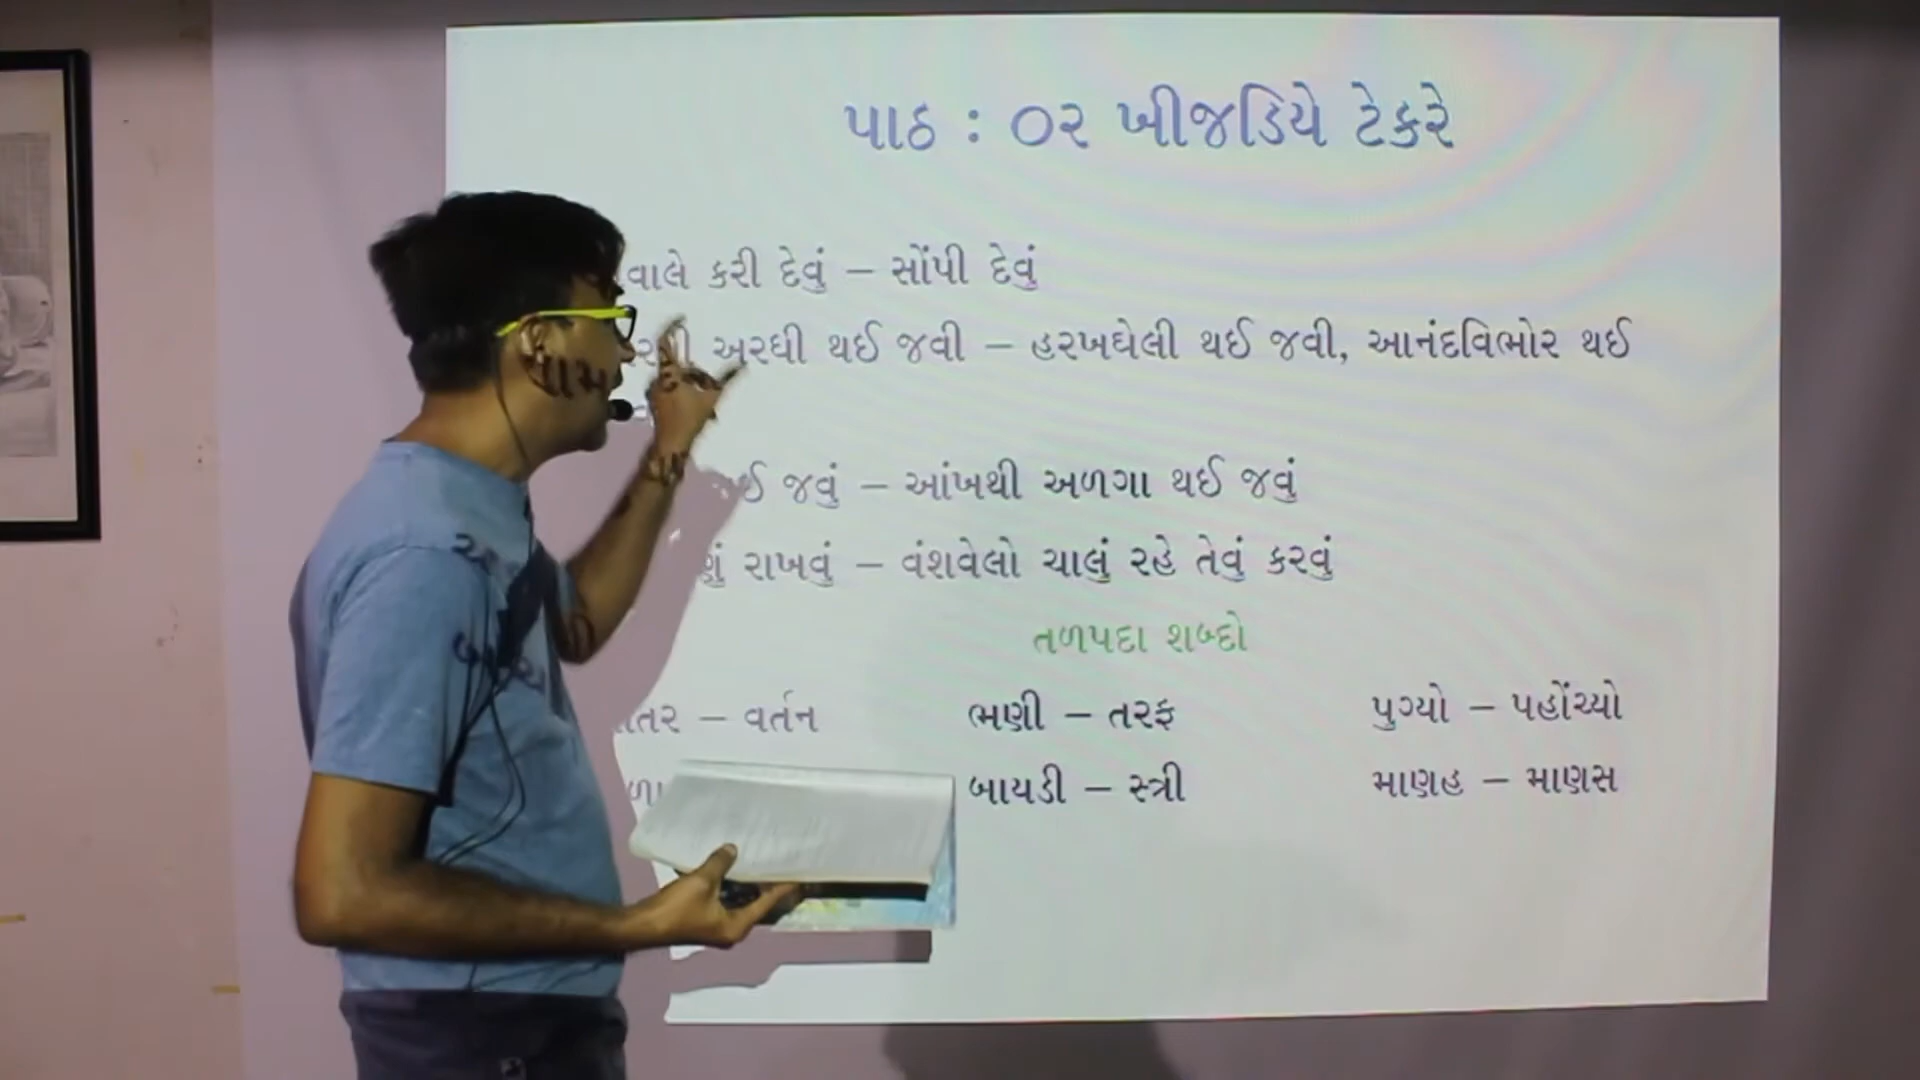 પાઠ : ૦૨ ખીજડિયે ટેકરે
કરી દેવું – સોંપી દેવું
અરધી થઈ જવી – હરખઘેલી થઈ જવી, આનંદવિભોર થઈ
જવું – આંખથી અળગા થઈ જવું
રાખવું – વંશવેલો ચાલું રહે તેવું કરવું
તળપદા શબ્દો
– વર્તન ભણી – તરફ પુગ્યો – પહોંચ્યો
બાયડી – સ્ત્રી માણહ – માણસ